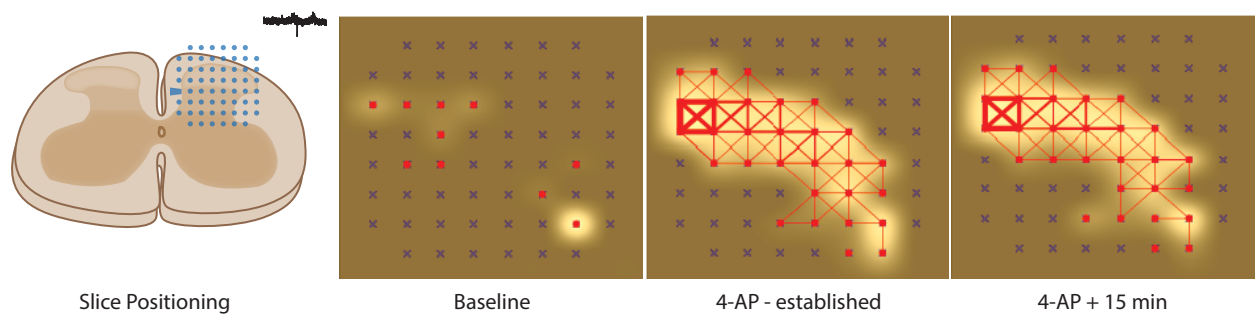 Slice Positioning
Baseline
4-AP - established
4-AP + 15 min